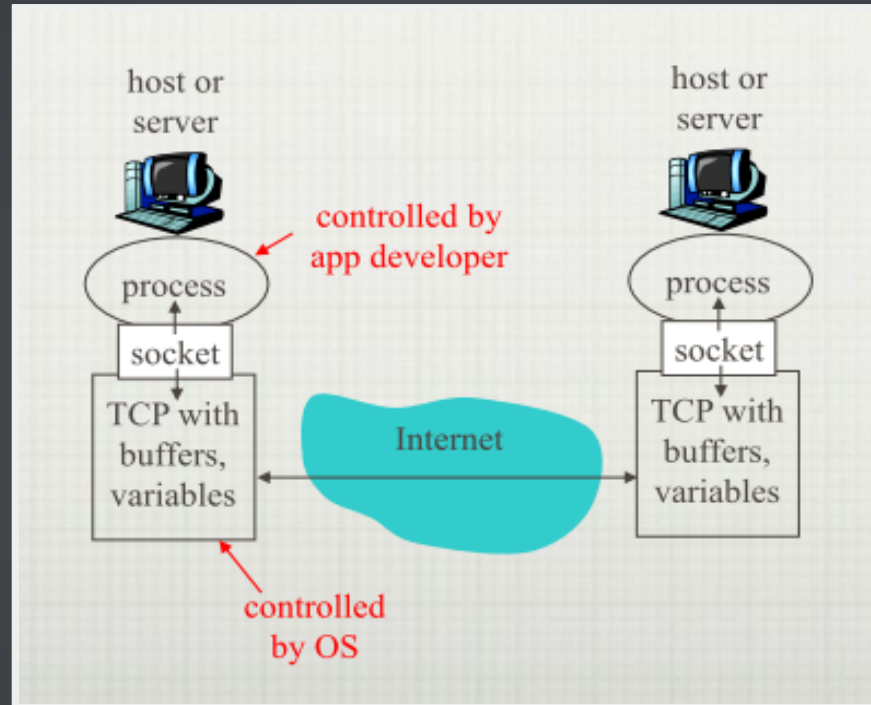 host or
server
controlled by
app developer
process
socket
TCP with
buffers,
variables
controlled
by OS
Internet
host or
server
process
socket
TCP with
buffers,
variables